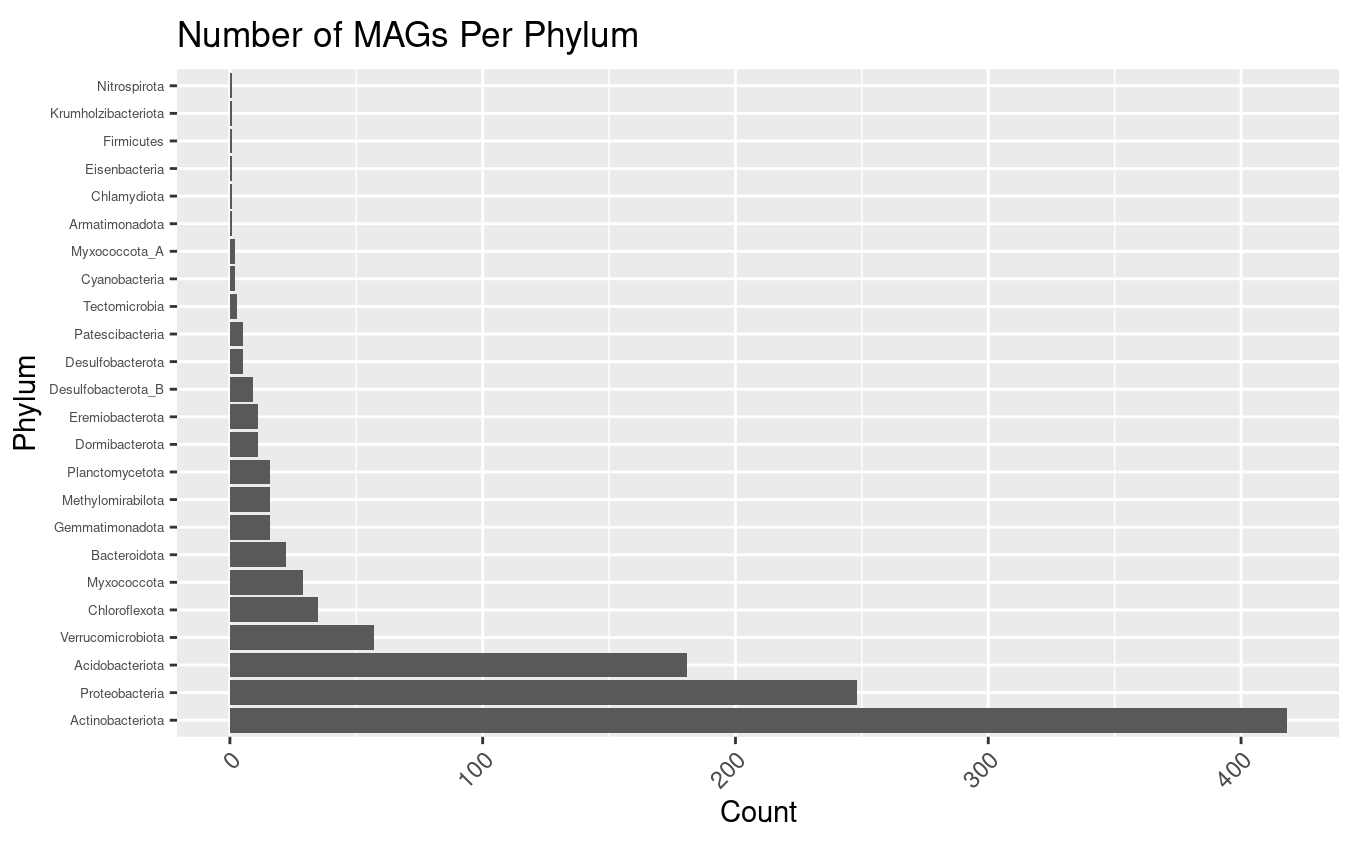 Number of MAGs Per Phylum
Phylum
Nitrospirota
Krumholzibacteriota
Firmicutes
Eisenbacteria
Chlamydiota
Armatimonadota
Myxococcota_A
Cyanobacteria
Tectomicrobia
Patescibacteria
Desulfobacterota
Desulfobacterota_B
Eremiobacterota
Dormibacterota
Planctomycetota
Methylomirabilota
Gemmatimonadota
Bacteroidota
Myxococcota
Chloroflexota
Verrucomicrobiota
Acidobacteriota
Proteobacteria
Actinobacteriota
0 100 200 300 400
Count